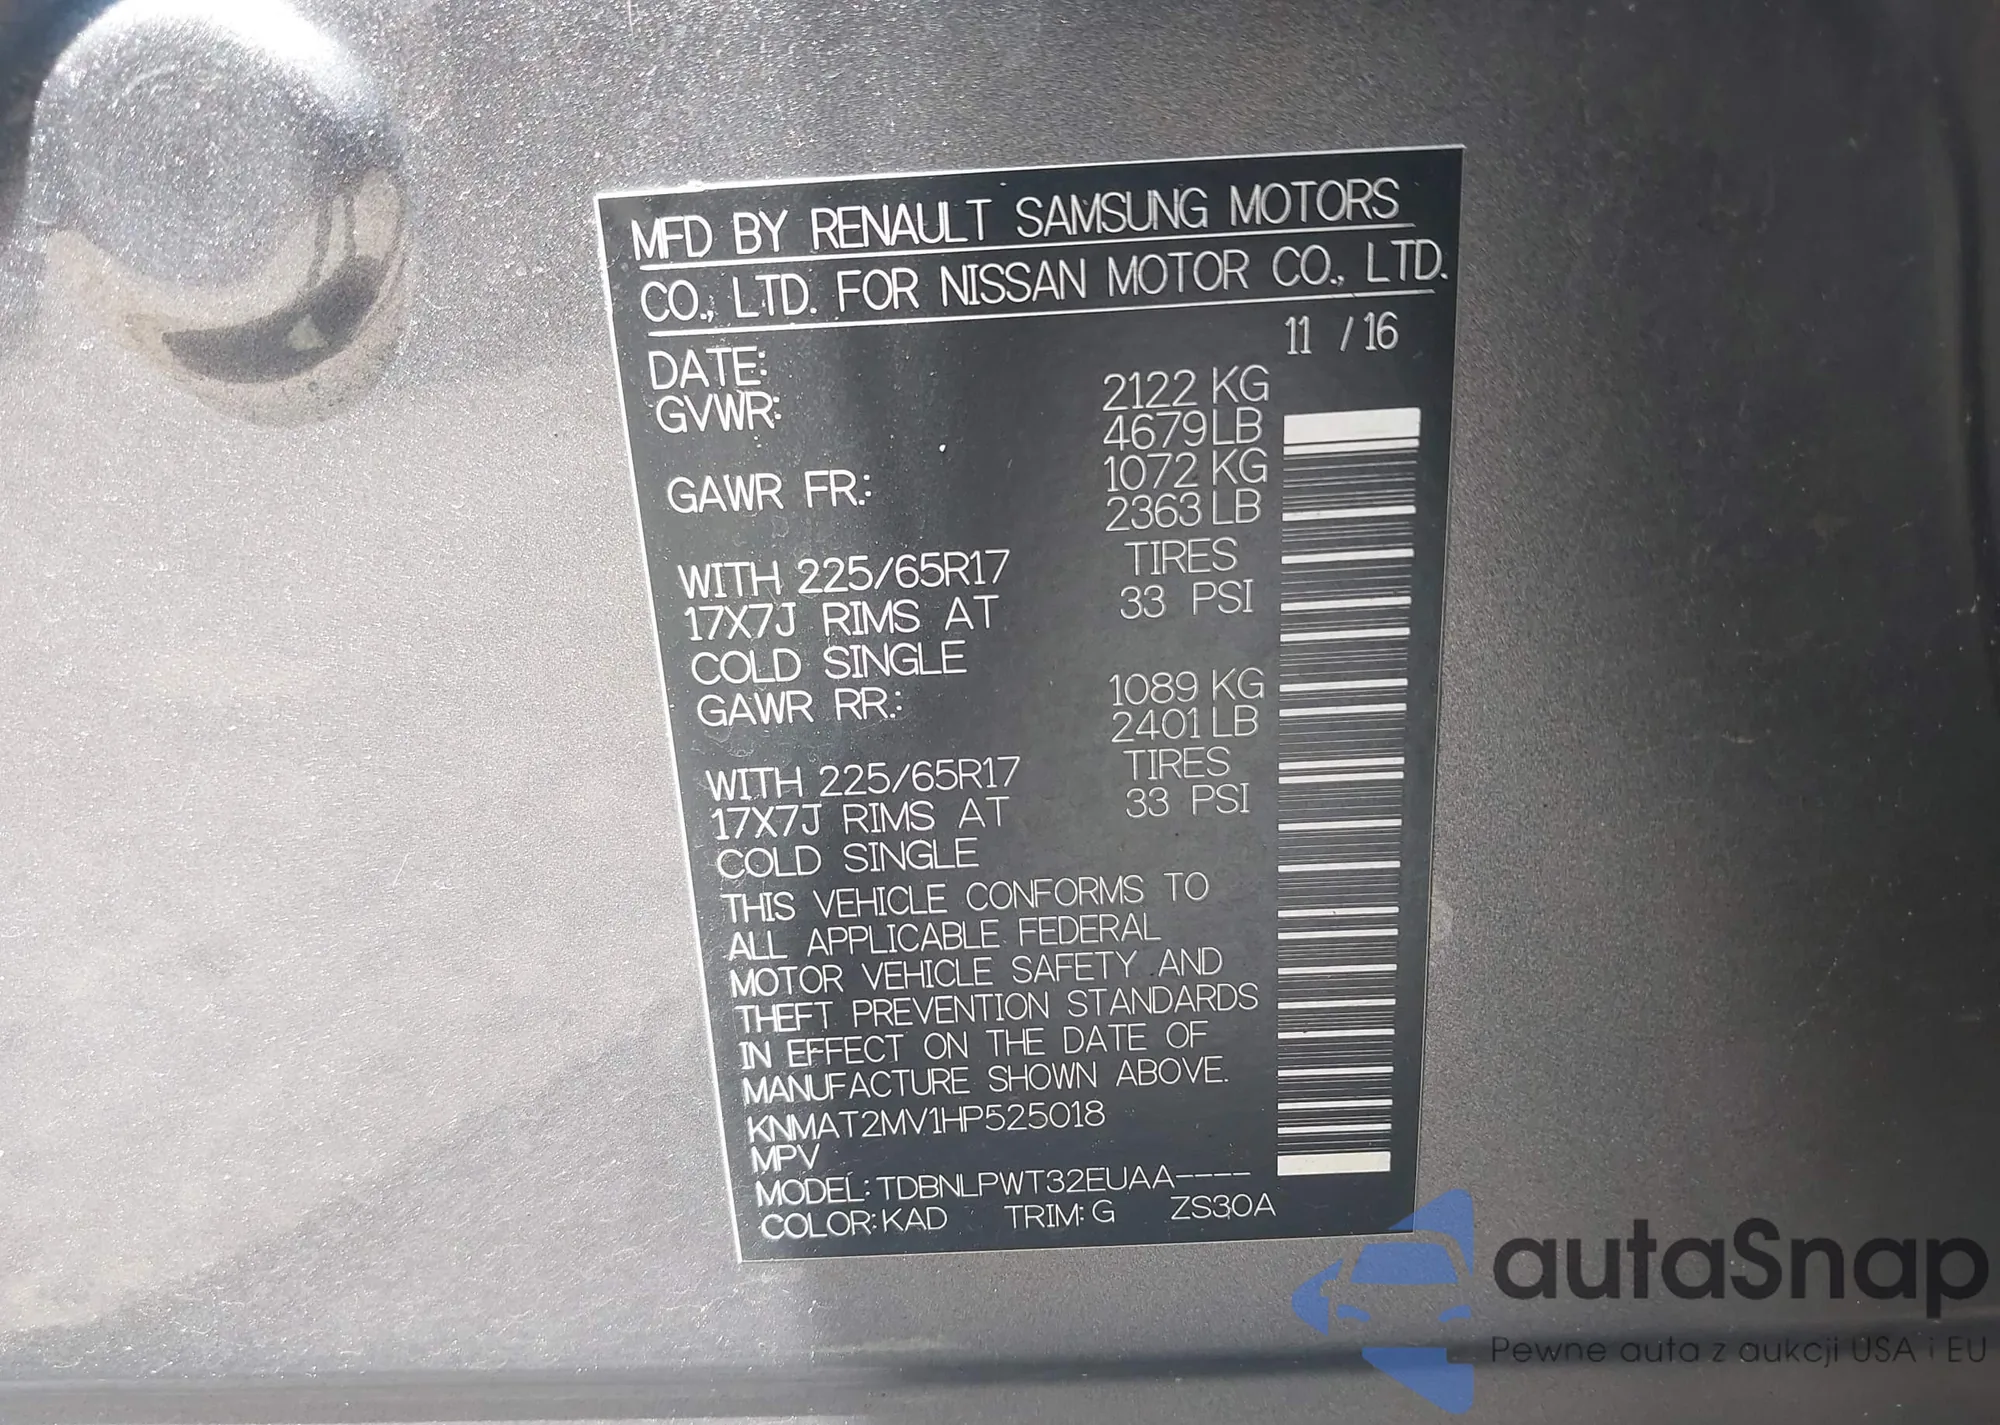 MFD BY RENAULT SAMSUNG MOTORS
CO., LTD. FOR NISSAN MOTOR CO., LTD.
DATE: 11 / 16
GVWR: 2122 KG
4679 LB
GAWR FR.: 1072 KG
2363 LB
WITH 225/65R17 TIRES
17X7J RIMS AT 33 PSI
COLD SINGLE
GAWR RR.: 1089 KG
2401 LB
WITH 225/65R17 TIRES
17X7J RIMS AT 33 PSI
COLD SINGLE
THIS VEHICLE CONFORMS TO
ALL APPLICABLE FEDERAL
MOTOR VEHICLE SAFETY AND
THEFT PREVENTION STANDARDS
IN EFFECT ON THE DATE OF
MANUFACTURE SHOWN ABOVE.
KNMAT2MV1HP525018
MPV
MODEL: TDBNLPWT32EUAA----
COLOR: KAD TRIM: G ZS30A
autaSnap
Pewne auta z aukcji USA i EU